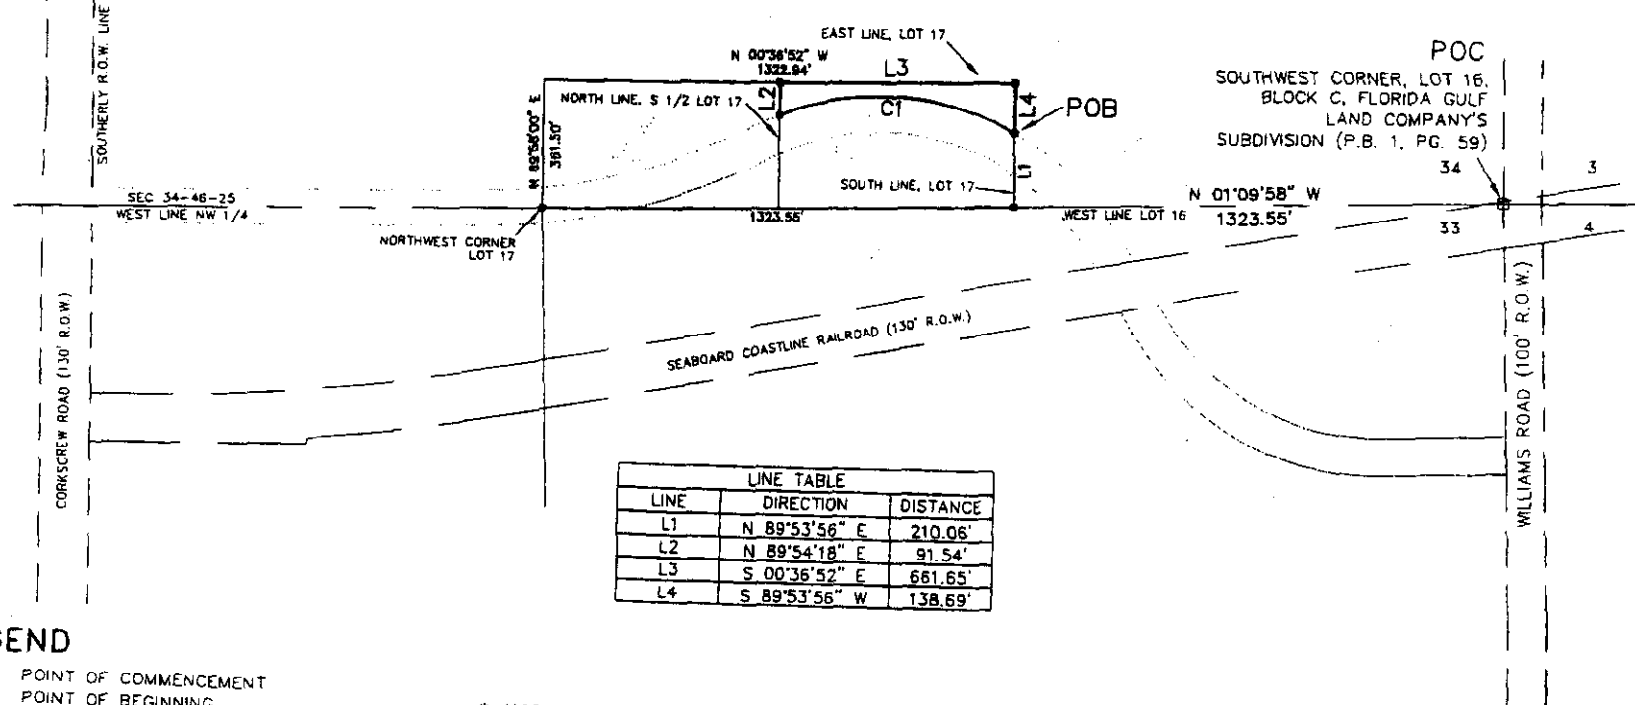 SOUTHERLY R.O.W. LINE
EAST LINE, LOT 17
N 00°36'52" W
1322.94'
L3
NORTH LINE, S 1/2 LOT 17
L2
C1
L4
POB
POC
SOUTHWEST CORNER, LOT 16,
BLOCK C, FLORIDA GULF
LAND COMPANY'S
SUBDIVISION (P.B. 1, PG. 59)
361.50'
L1
SOUTH LINE, LOT 17
34
3
SEC 34-46-25
WEST LINE NW 1/4
N 01°09'58" W
1323.55'
1323.55'
WEST LINE LOT 16
33
4
NORTHWEST CORNER
LOT 17
CORKSCREW ROAD (130' R.O.W.)
SEABOARD COASTLINE RAILROAD (130' R.O.W.)
WILLIAMS ROAD (100' R.O.W.)
LINE TABLE
LINE DIRECTION DISTANCE
L1 N 89°53'56" E 210.06'
L2 N 89°54'18" E 91.54'
L3 S 00°36'52" E 661.65'
L4 S 89°53'56" W 138.69'
GEND
POINT OF COMMENCEMENT
POINT OF BEGINNING